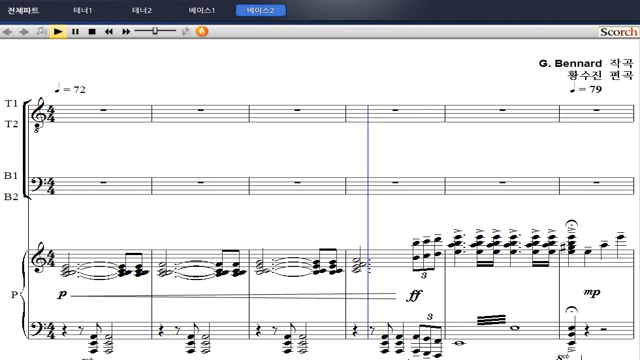 전체파트 테너1 테너2 베이스1 베이스2
Scorch
G. Bennard 작곡
황수진 편곡
= 72
= 79
T1
T2
B1
B2
3
P
p
ff
mp
3